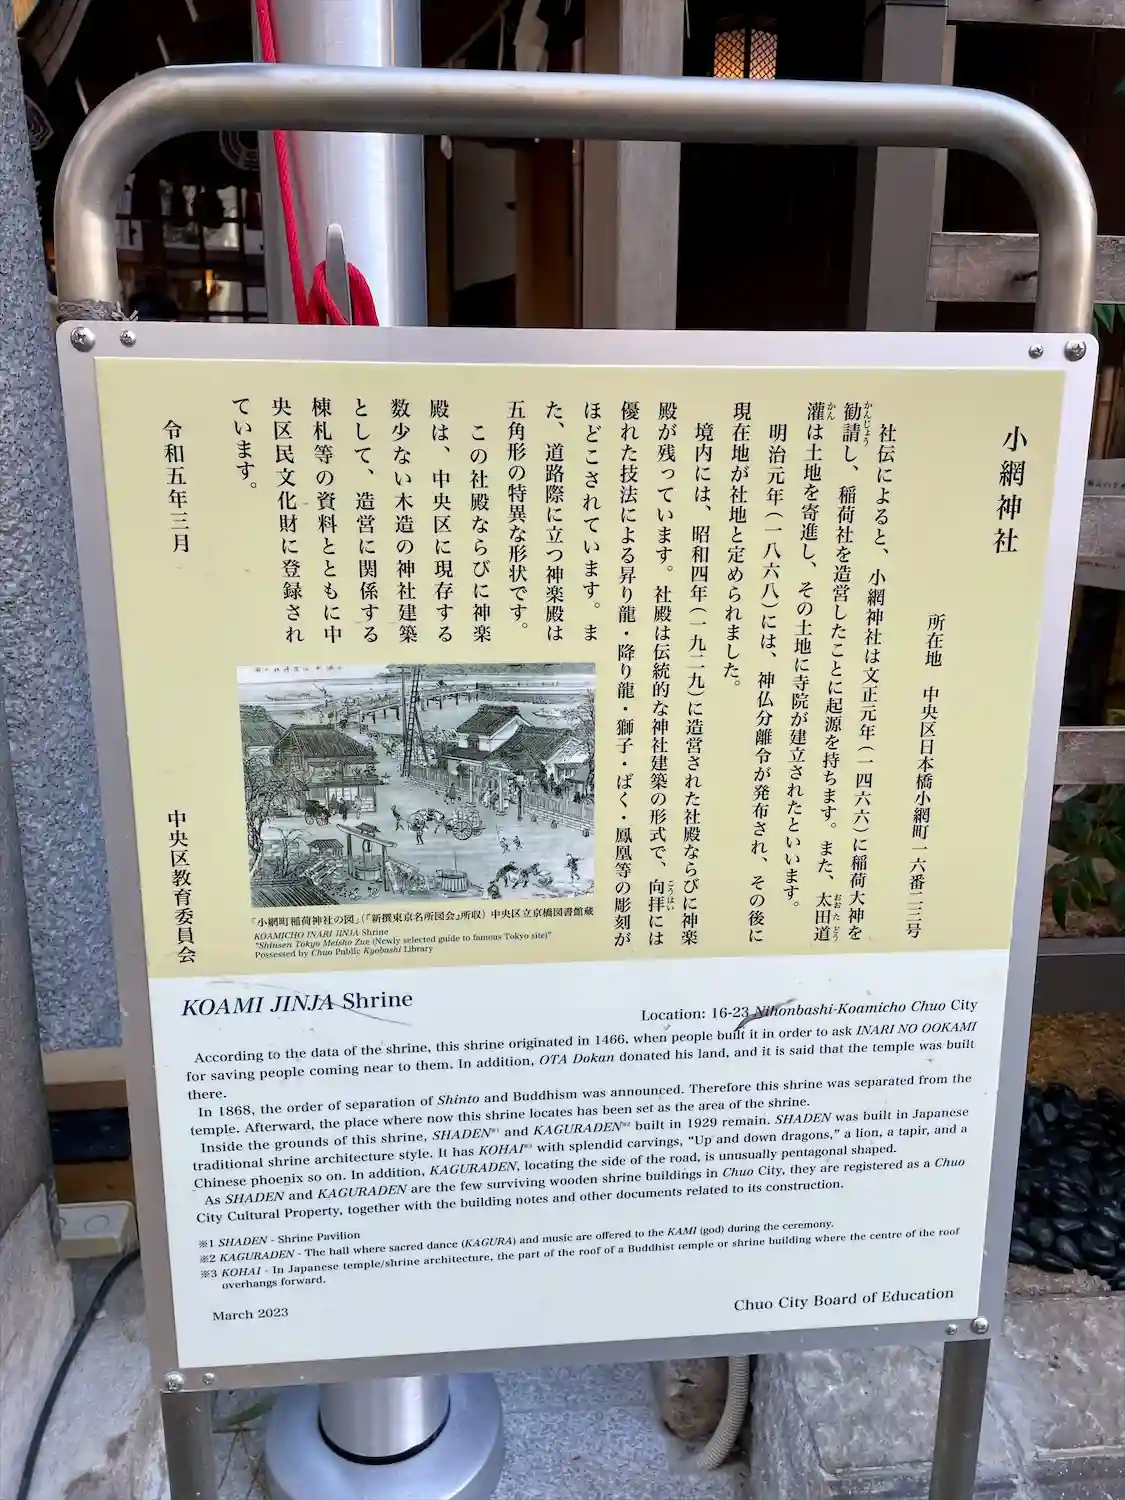 小網神社
所在地　中央区日本橋小網町一六番二三号
社伝によると、小網神社は文正元年(一四六六)に稲荷大神を
勧請し、稲荷社を造営したことに起源を持ちます。また、太田道
灌は土地を寄進し、その土地に寺院が建立されたといいます。
明治元年(一八六八)には、神仏分離令が発布され、その後に
現在地が社地と定められました。
境内には、昭和四年(一九二九)に造営された社殿ならびに神楽
殿が残っています。社殿は伝統的な神社建築の形式で、向拝には
優れた技法による昇り龍・降り龍・獅子・ばく・鳳凰等の彫刻が
ほどこされています。ま
た、道路際に立つ神楽殿は
五角形の特異な形状です。
この社殿ならびに神楽
殿は、中央区に現存する
数少ない木造の神社建築
として、造営に関係する
棟札等の資料とともに中
央区民文化財に登録され
ています。
令和五年三月
中央区教育委員会
「小網町稲荷神社の図」(『新撰東京名所図会』所収) 中央区立京橋図書館蔵
KOAMICHO INARI JINJA Shrine
"Shinsen Tokyo Meisho Zue (Newly selected guide to famous Tokyo site)"
Possessed by Chuo Public Kyobashi Library
KOAMI JINJA Shrine
Location: 16-23 Nihonbashi-Koamicho Chuo City
According to the data of the shrine, this shrine originated in 1466, when people built it in order to ask INARI NO OOKAMI
for saving people coming near to them. In addition, OTA Dokan donated his land, and it is said that the temple was built
there.
In 1868, the order of separation of Shinto and Buddhism was announced. Therefore this shrine was separated from the
temple. Afterward, the place where now this shrine locates has been set as the area of the shrine.
Inside the grounds of this shrine, SHADEN※1 and KAGURADEN※2 built in 1929 remain. SHADEN was built in Japanese
traditional shrine architecture style. It has KOHAI※3 with splendid carvings, "Up and down dragons," a lion, a tapir, and a
Chinese phoenix so on. In addition, KAGURADEN, locating the side of the road, is unusually pentagonal shaped.
As SHADEN and KAGURADEN are the few surviving wooden shrine buildings in Chuo City, they are registered as a Chuo
City Cultural Property, together with the building notes and other documents related to its construction.
※1 SHADEN - Shrine Pavilion
※2 KAGURADEN - The hall where sacred dance (KAGURA) and music are offered to the KAMI (god) during the ceremony.
※3 KOHAI - In Japanese temple/shrine architecture, the part of the roof of a Buddhist temple or shrine building where the centre of the roof
overhangs forward.
March 2023
Chuo City Board of Education